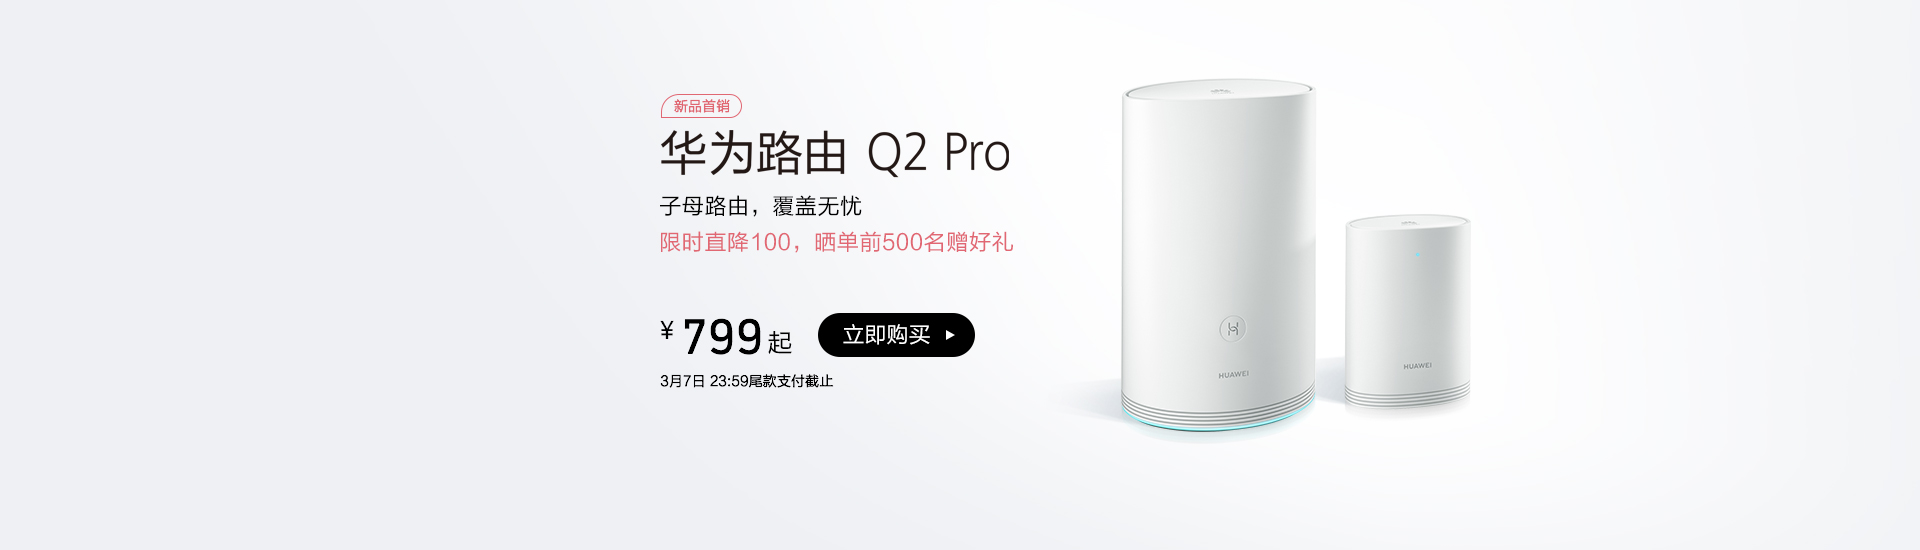 新品首销
华为路由 Q2 Pro
子母路由，覆盖无忧
限时直降100，晒单前500名赠好礼
¥ 799起
立即购买
3月7日 23:59尾款支付截止
HUAWEI
HUAWEI